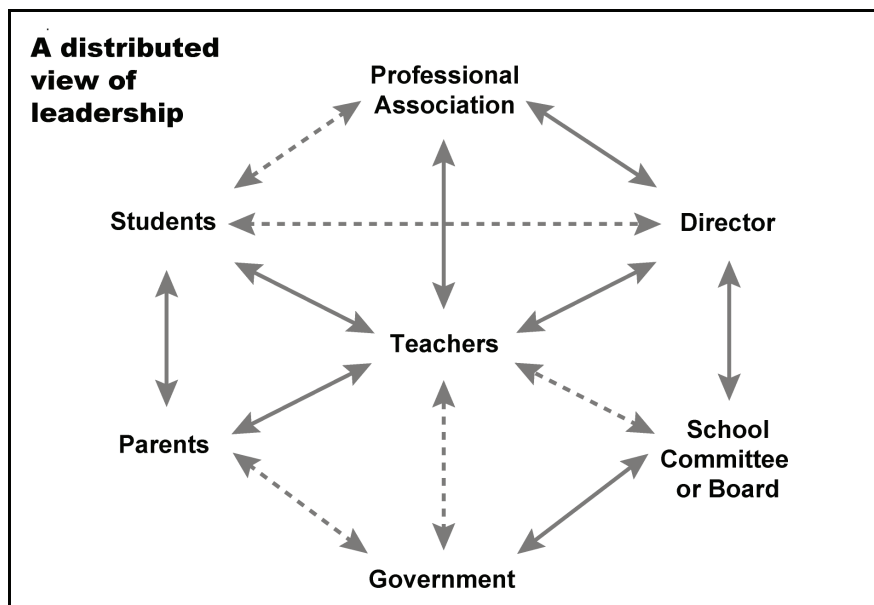 A distributed
view of
leadership
Professional
Association
Students
Director
Teachers
Parents
School
Committee
or Board
Government